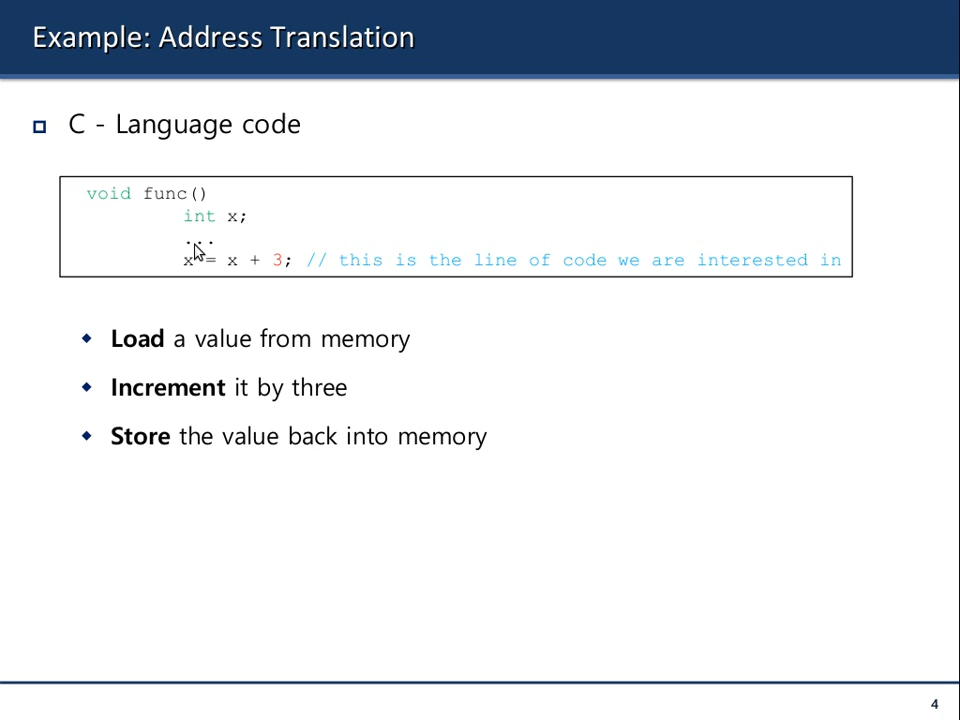 Example: Address Translation
C - Language code
void func()
int x;
...
x = x + 3; // this is the line of code we are interested in
Load a value from memory
Increment it by three
Store the value back into memory
4